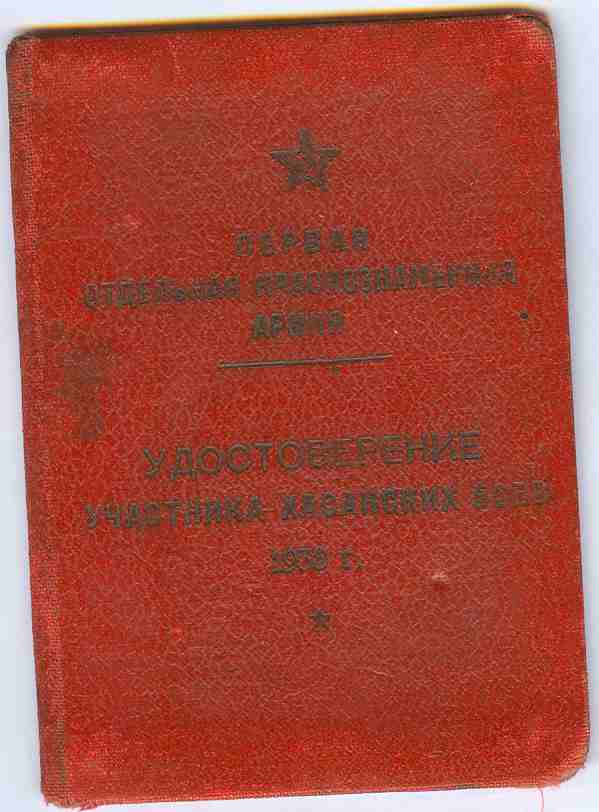 ПЕРВАЯ
ОТДЕЛЬНАЯ КРАСНОЗНАМЕННАЯ
АРМИЯ
УДОСТОВЕРЕНИЕ
УЧАСТНИКА ХАСАНСКИХ БОЕВ
1938 г.